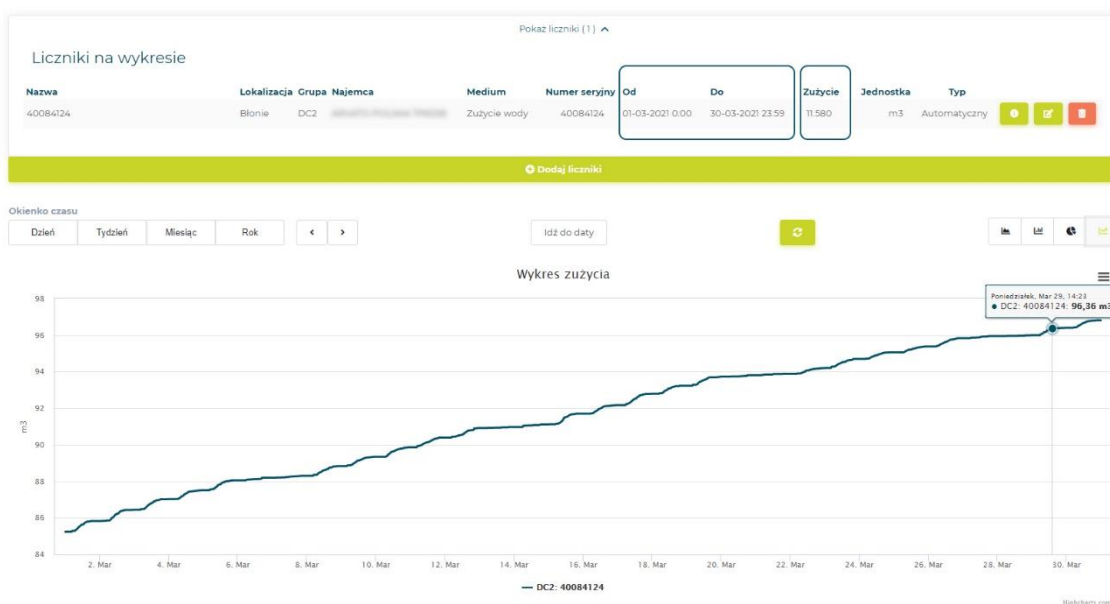 Pokaż liczniki (1)
Liczniki na wykresie
Nazwa Lokalizacja Grupa Najemca Medium Numer seryjny Od Do Zużycie Jednostka Typ
40084124 Błonie DC2 Zużycie wody 40084124 01-03-2021 0:00 30-03-2021 23:59 11.580 m3 Automatyczny
Dodaj liczniki
Okienko czasu
Dzień Tydzień Miesiąc Rok Idź do daty
Wykres zużycia
Poniedziałek, Mar 29, 14:23
DC2: 40084124: 96,36 m3
98
96
94
92
90
88
86
84
m3
2. Mar 4. Mar 6. Mar 8. Mar 10. Mar 12. Mar 14. Mar 16. Mar 18. Mar 20. Mar 22. Mar 24. Mar 26. Mar 28. Mar 30. Mar
DC2: 40084124
Highcharts.com